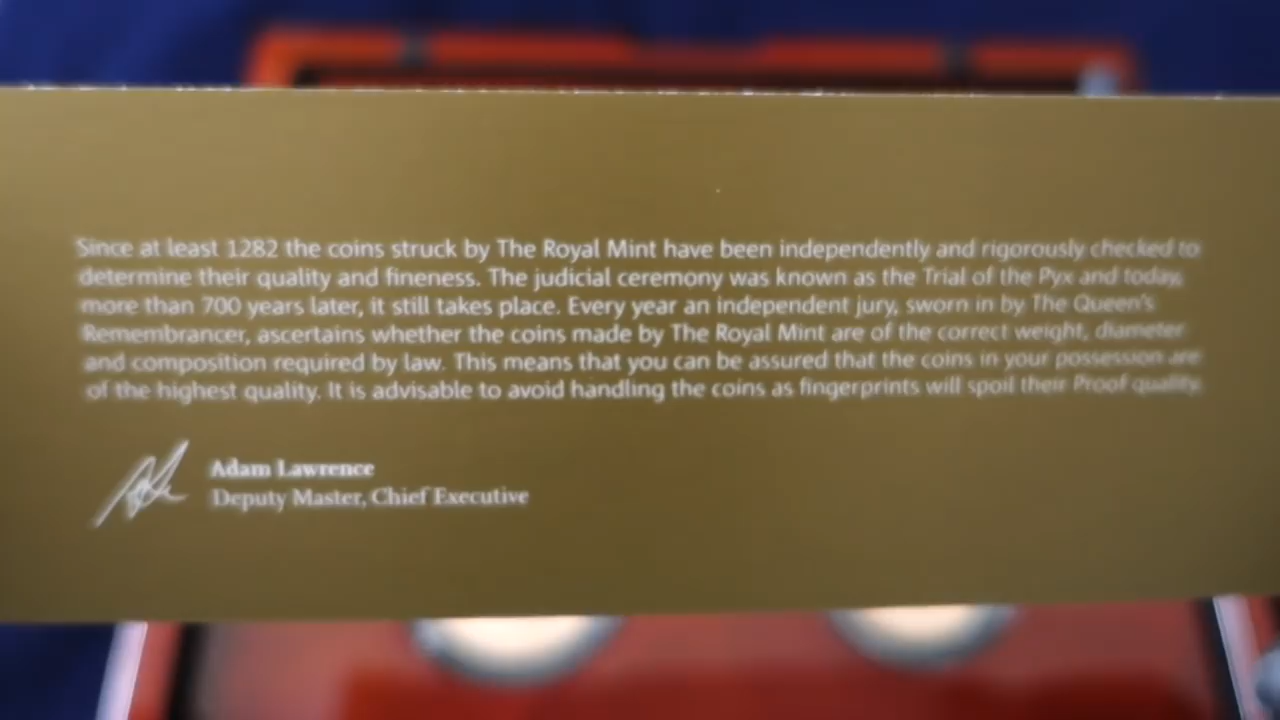 Since at least 1282 the coins struck by The Royal Mint have been independently and rigorously checked to
determine their quality and fineness. The judicial ceremony was known as the Trial of the Pyx and today,
more than 700 years later, it still takes place. Every year an independent jury, sworn in by The Queen's
Remembrancer, ascertains whether the coins made by The Royal Mint are of the correct weight, diameter
and composition required by law. This means that you can be assured that the coins in your possession are
of the highest quality. It is advisable to avoid handling the coins as fingerprints will spoil their Proof quality.
Adam Lawrence
Deputy Master, Chief Executive